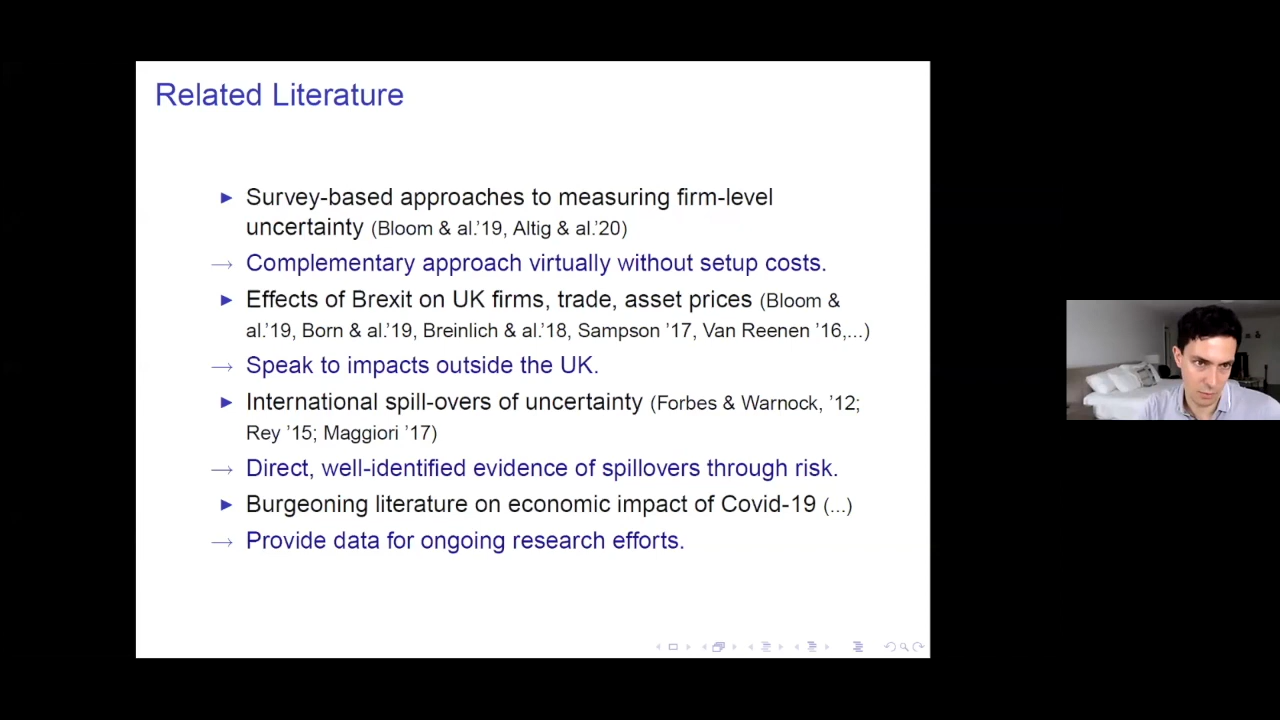 Related Literature
► Survey-based approaches to measuring firm-level
uncertainty (Bloom & al.'19, Altig & al.'20)
→ Complementary approach virtually without setup costs.
► Effects of Brexit on UK firms, trade, asset prices (Bloom &
al.'19, Born & al.'19, Breinlich & al.'18, Sampson '17, Van Reenen '16,...)
→ Speak to impacts outside the UK.
► International spill-overs of uncertainty (Forbes & Warnock, '12;
Rey '15; Maggiori '17)
→ Direct, well-identified evidence of spillovers through risk.
► Burgeoning literature on economic impact of Covid-19 (...)
→ Provide data for ongoing research efforts.